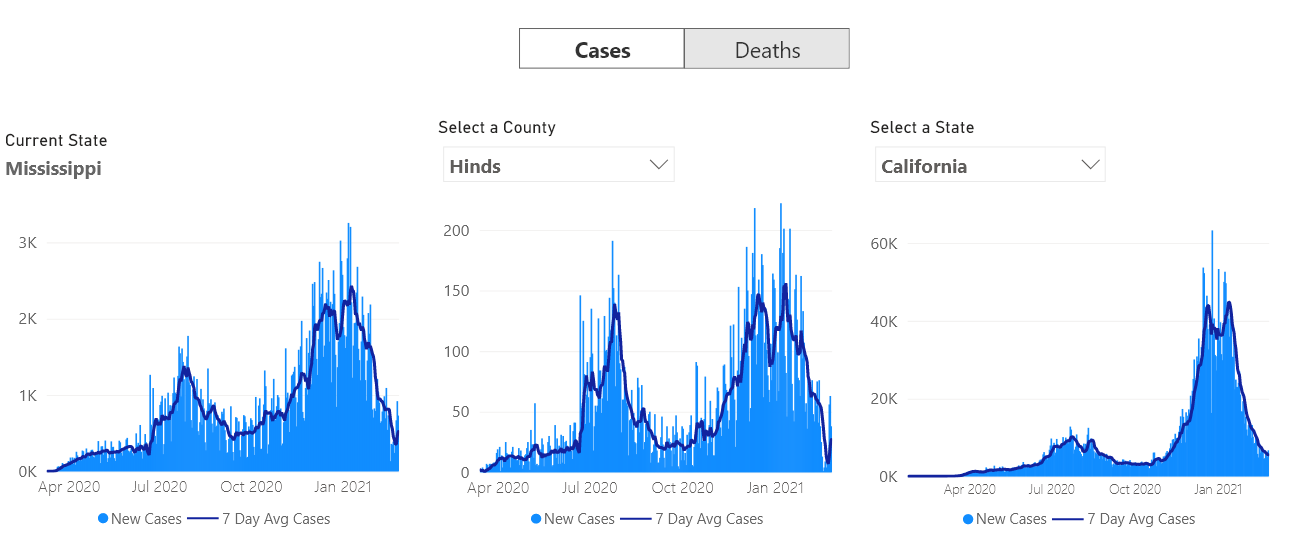 Cases Deaths
Current State
Mississippi
Select a County
Hinds
Select a State
California
3K
2K
1K
0K
Apr 2020 Jul 2020 Oct 2020 Jan 2021
New Cases 7 Day Avg Cases
200
150
100
50
0
Apr 2020 Jul 2020 Oct 2020 Jan 2021
New Cases 7 Day Avg Cases
60K
40K
20K
0K
Apr 2020 Jul 2020 Oct 2020 Jan 2021
New Cases 7 Day Avg Cases